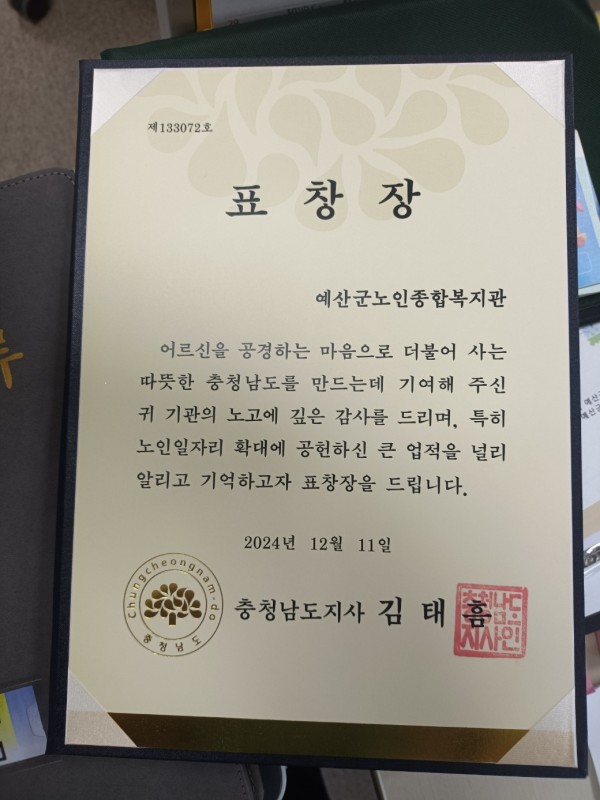 제133072호
표 창 장
예산군노인종합복지관
어르신을 공경하는 마음으로 더불어 사는
따뜻한 충청남도를 만드는데 기여해 주신
귀 기관의 노고에 깊은 감사를 드리며, 특히
노인일자리 확대에 공헌하신 큰 업적을 널리
알리고 기억하고자 표창장을 드립니다.
2024년 12월 11일
Chungcheongnam-do
충청남도
충청남도지사 김태흠
충청남도
지사인